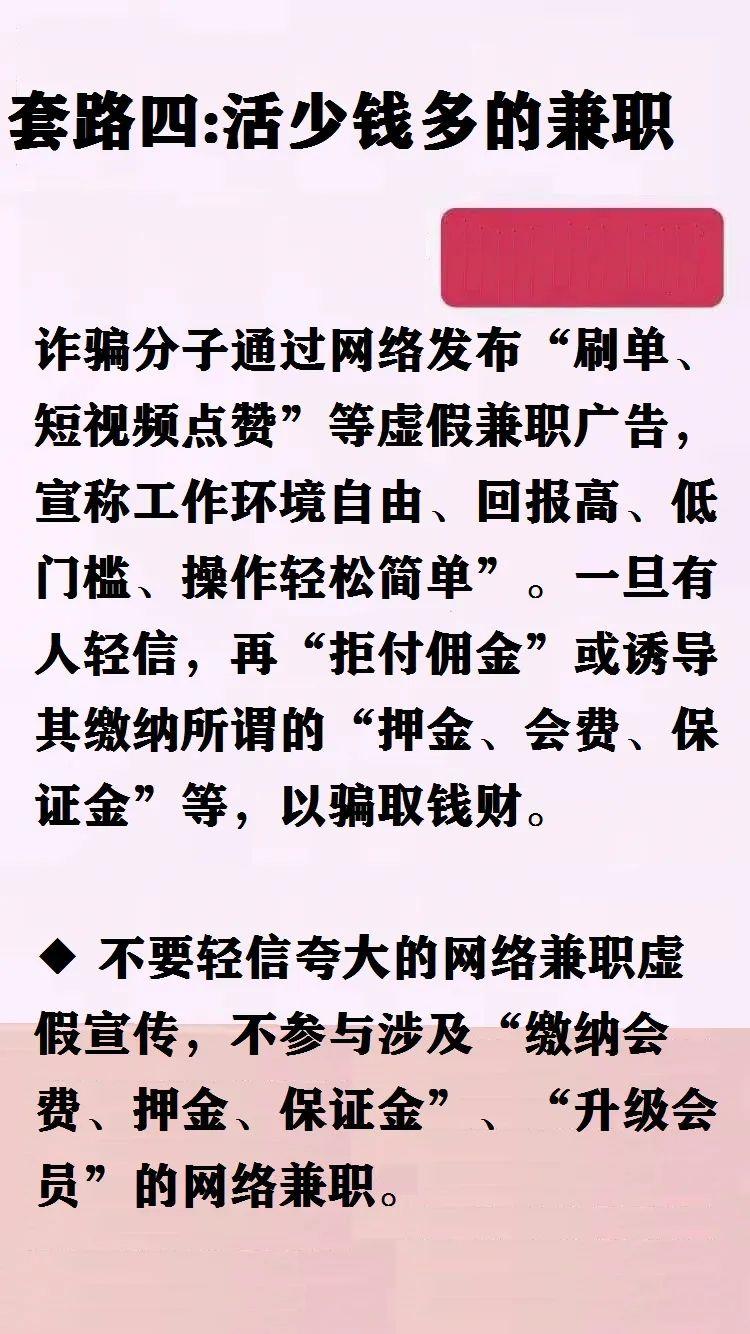 套路四:活少钱多的兼职
诈骗分子通过网络发布“刷单、
短视频点赞”等虚假兼职广告，
宣称工作环境自由、回报高、低
门槛、操作轻松简单”。一旦有
人轻信，再“拒付佣金”或诱导
其缴纳所谓的“押金、会费、保
证金”等，以骗取钱财。
◆ 不要轻信夸大的网络兼职虚
假宣传，不参与涉及“缴纳会
费、押金、保证金”、“升级会
员”的网络兼职。